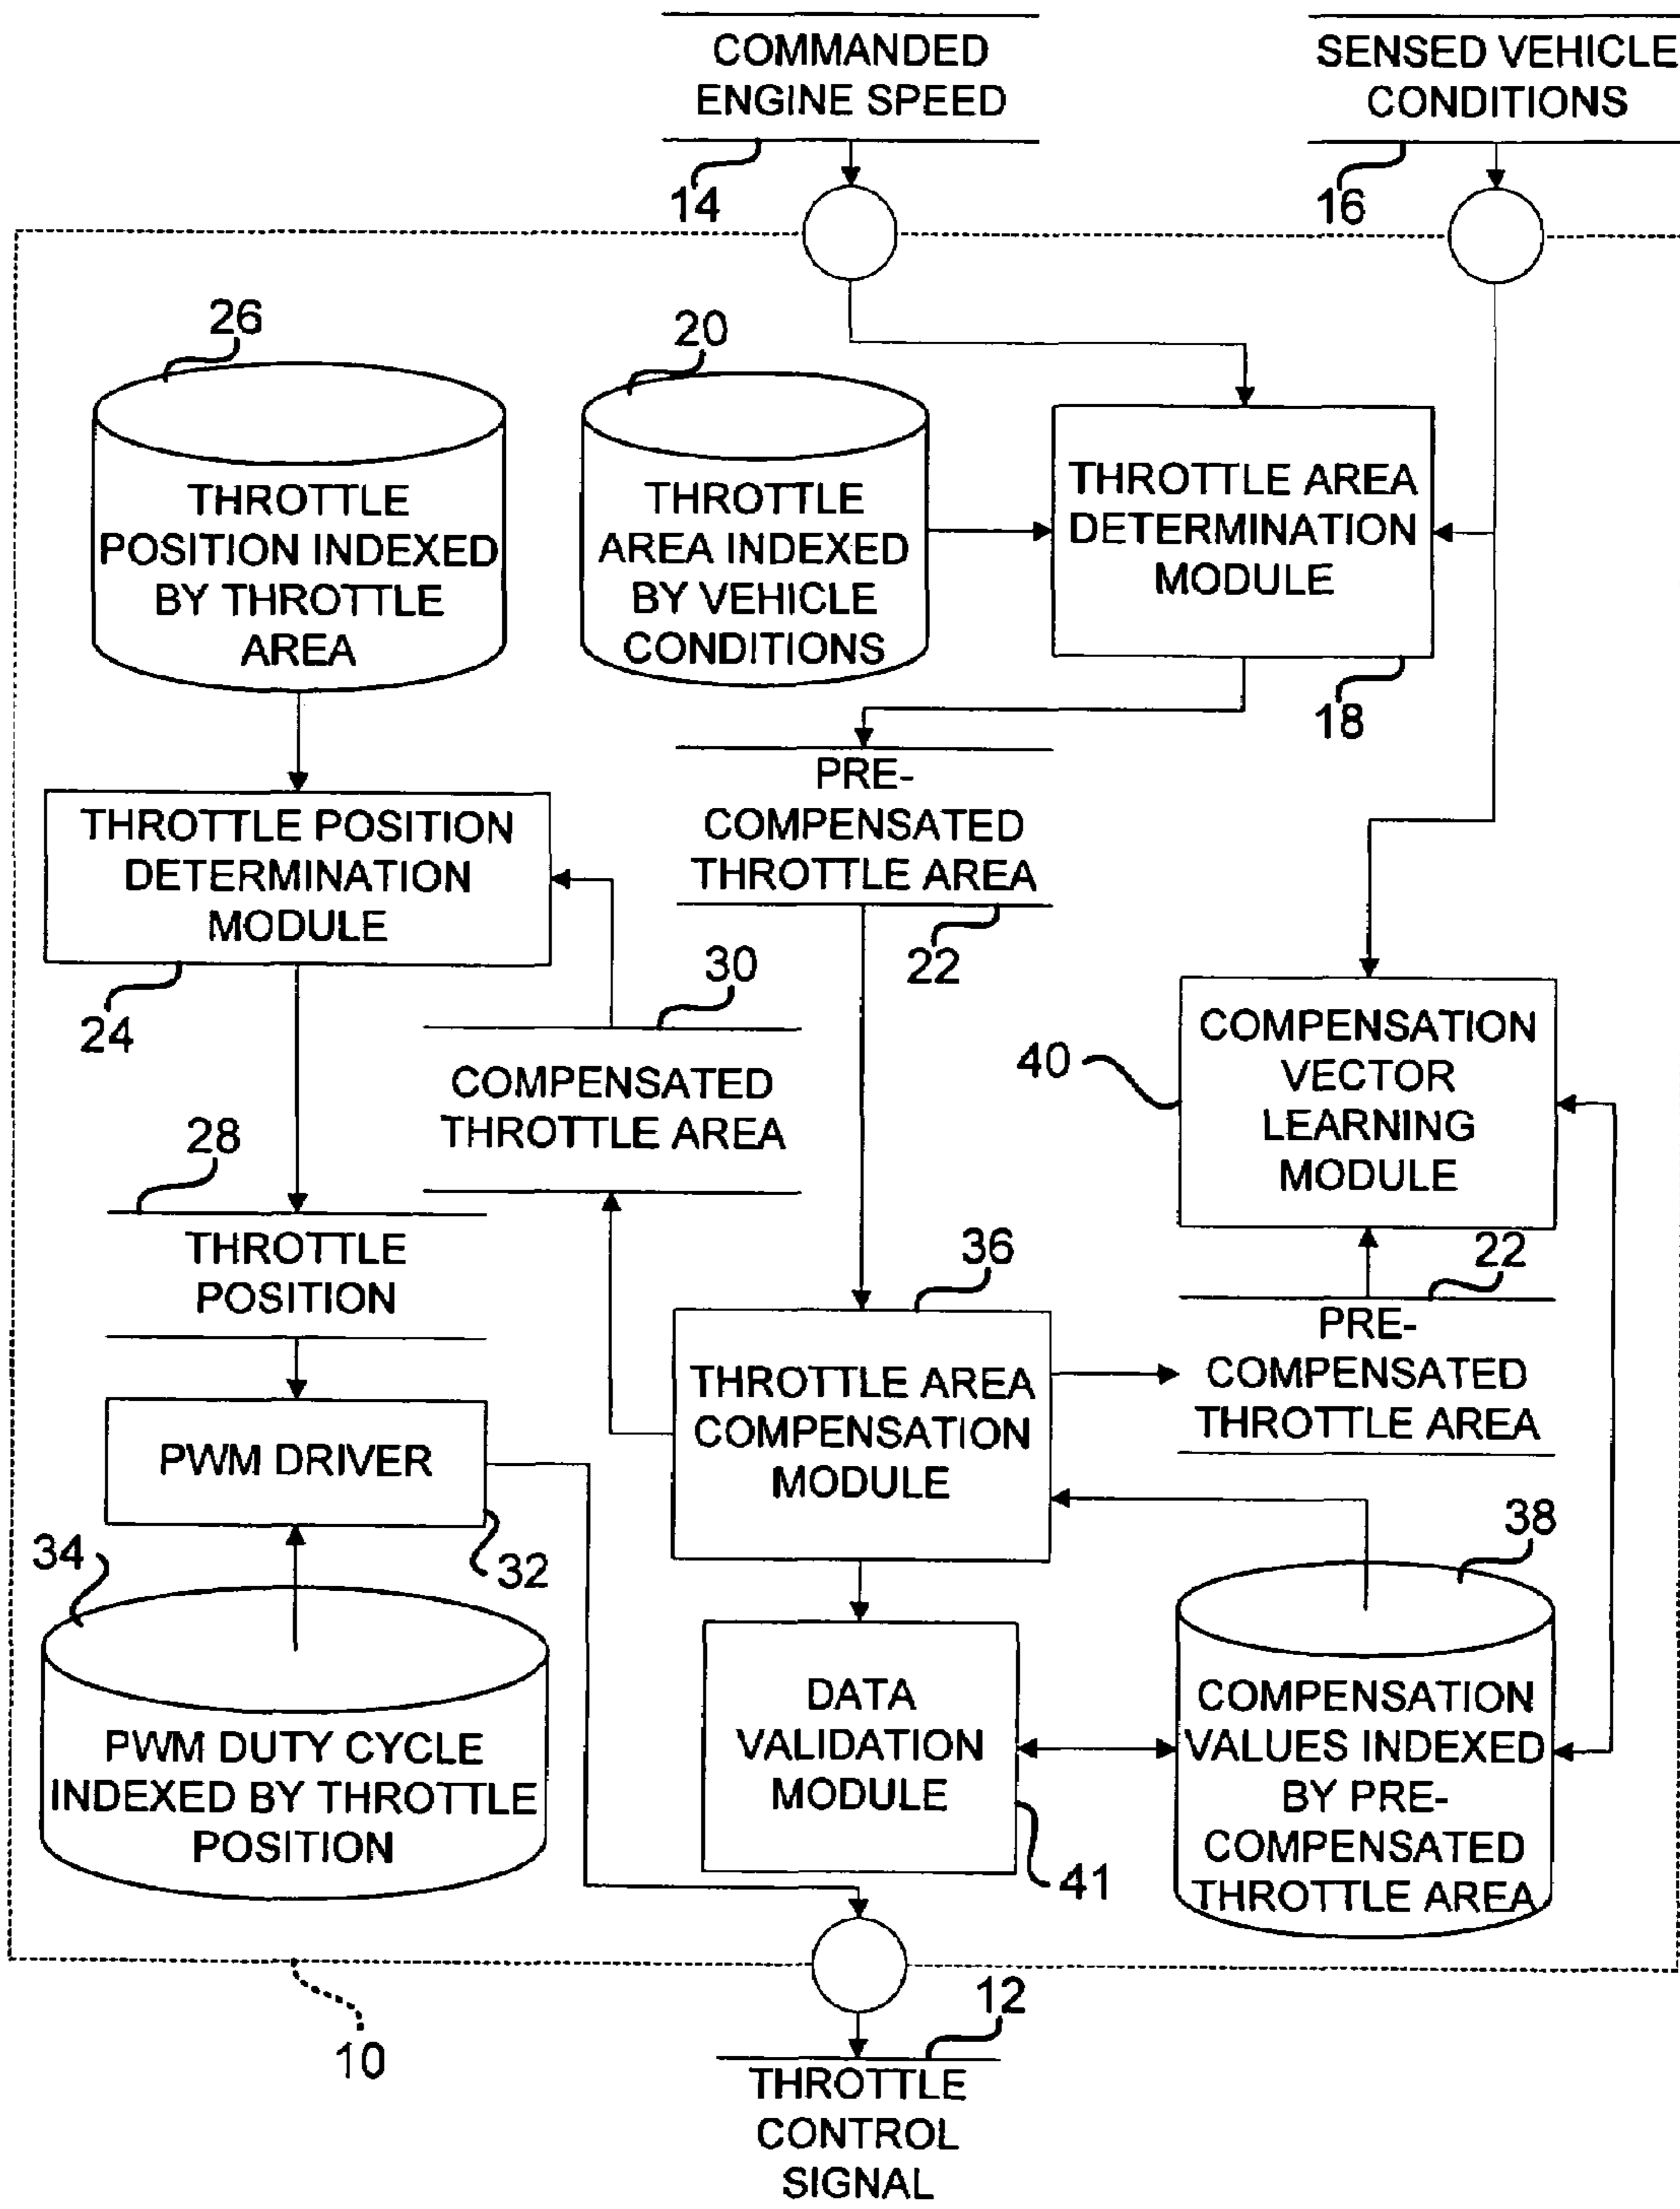 COMMANDED
ENGINE SPEED
14
SENSED VEHICLE
CONDITIONS
16
26
THROTTLE
POSITION INDEXED
BY THROTTLE
AREA
20
THROTTLE
AREA INDEXED
BY VEHICLE
CONDITIONS
THROTTLE AREA
DETERMINATION
MODULE
18
PRE-
COMPENSATED
THROTTLE AREA
22
THROTTLE POSITION
DETERMINATION
MODULE
24
30
COMPENSATED
THROTTLE AREA
40
COMPENSATION
VECTOR
LEARNING
MODULE
28
THROTTLE
POSITION
36
THROTTLE AREA
COMPENSATION
MODULE
22
PRE-
COMPENSATED
THROTTLE AREA
PWM DRIVER
32
34
PWM DUTY CYCLE
INDEXED BY THROTTLE
POSITION
DATA
VALIDATION
MODULE
41
38
COMPENSATION
VALUES INDEXED
BY PRE-
COMPENSATED
THROTTLE AREA
10
12
THROTTLE
CONTROL
SIGNAL